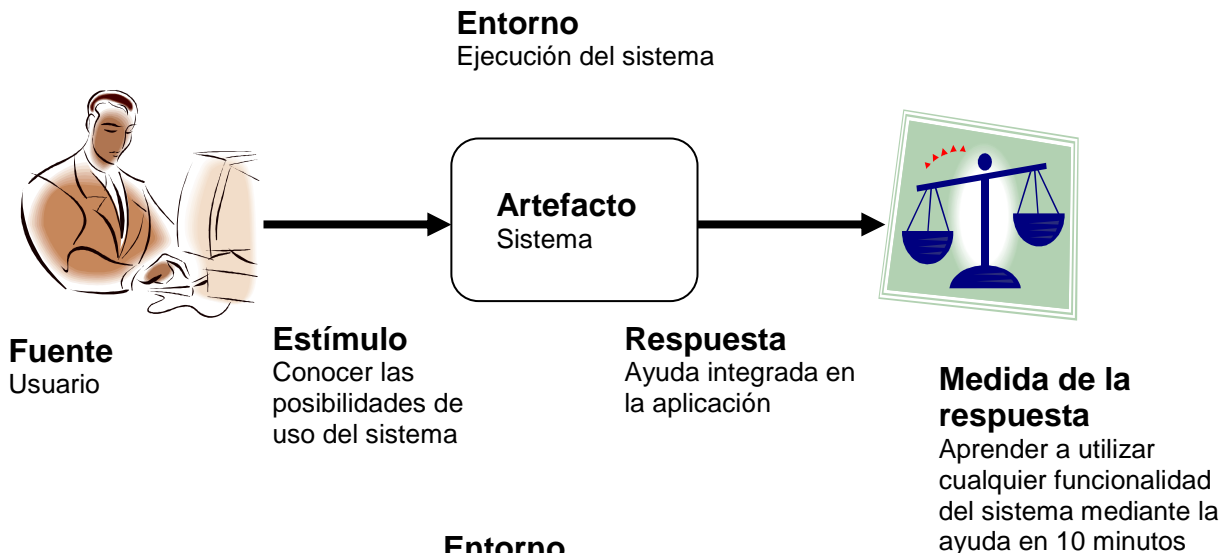 Entorno
Ejecución del sistema
Artefacto
Sistema
Fuente
Usuario
Estímulo
Conocer las
posibilidades de
uso del sistema
Respuesta
Ayuda integrada en
la aplicación
Medida de la
respuesta
Aprender a utilizar
cualquier funcionalidad
del sistema mediante la
ayuda en 10 minutos
Entorno